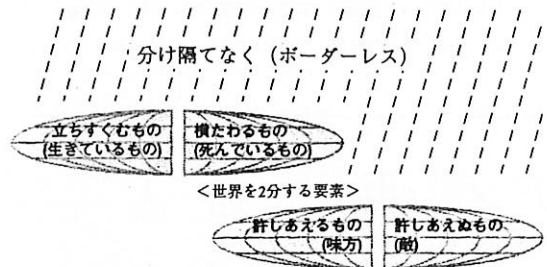 分け隔てなく (ボーダーレス)
立ちすくむもの
(生きているもの)
横たわるもの
(死んでいるもの)
<世界を2分する要素>
許しあえるもの
(味方)
許しあえぬもの
(敵)